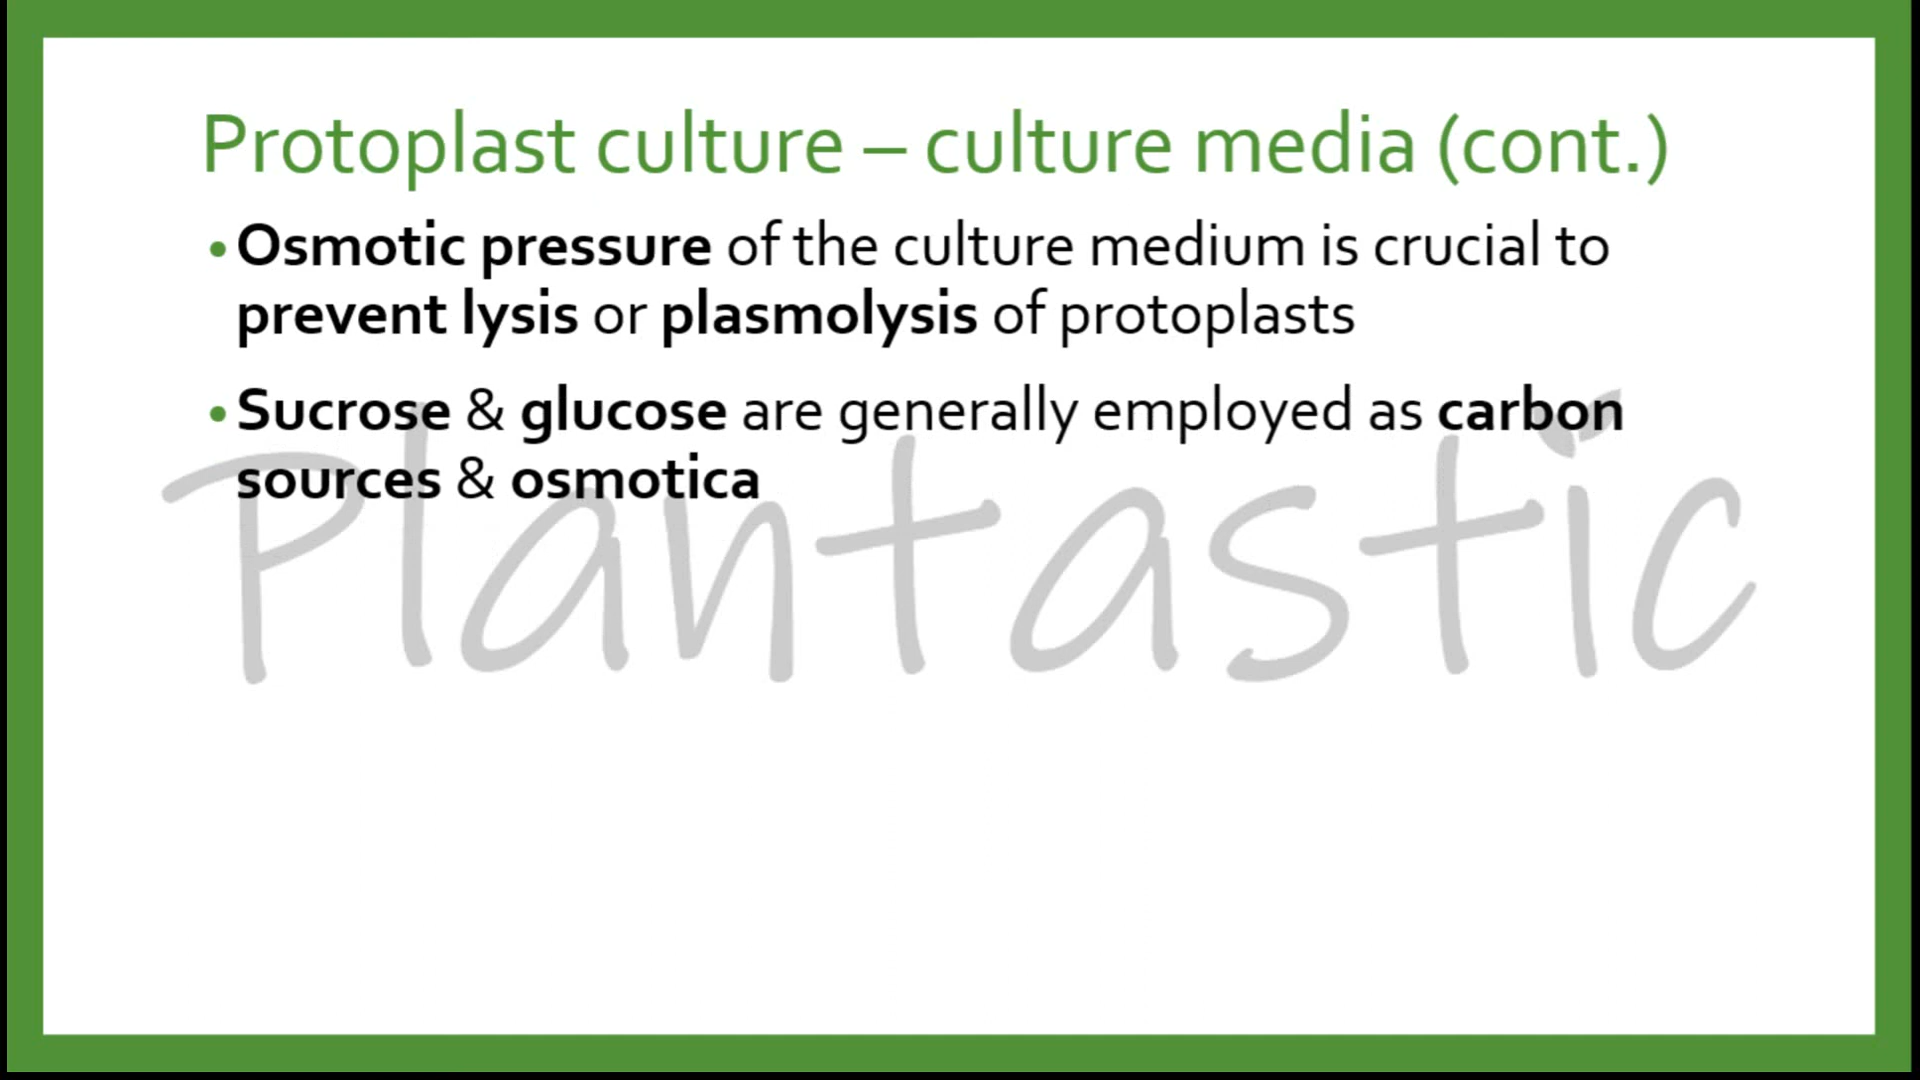 Protoplast culture – culture media (cont.)
• Osmotic pressure of the culture medium is crucial to
prevent lysis or plasmolysis of protoplasts
• Sucrose & glucose are generally employed as carbon
sources & osmotica
Plantastic